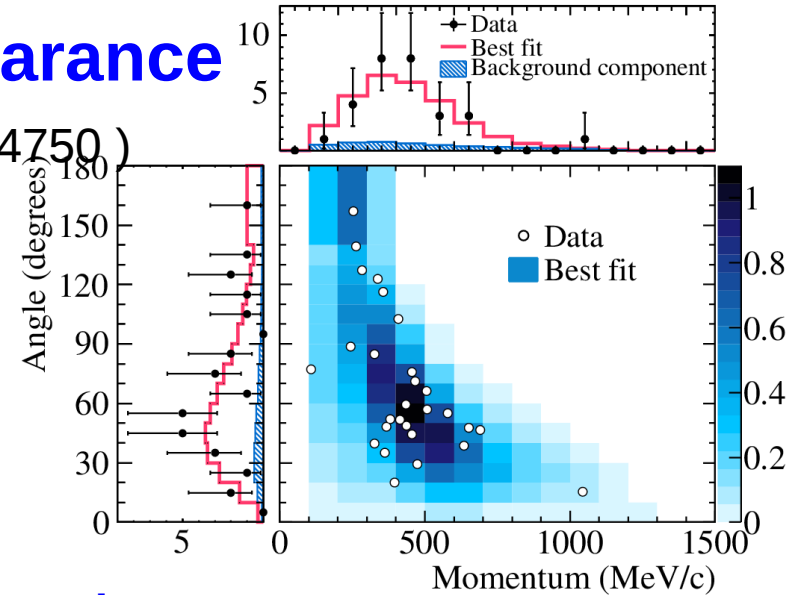 arance
4750 )
10
5
Data
Best fit
Background component
180
150
120
90
60
30
0
Angle (degrees)
5
Data
Best fit
1
0.8
0.6
0.4
0.2
0
0
500
1000
1500
Momentum (MeV/c)